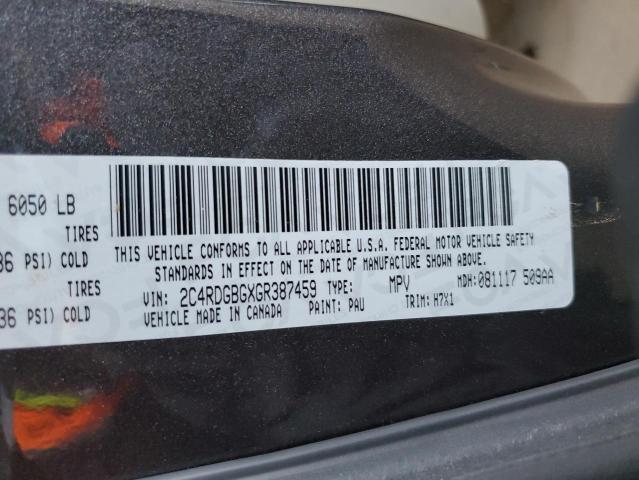 6050 LB
TIRES
36 PSI) COLD
THIS VEHICLE CONFORMS TO ALL APPLICABLE U.S.A. FEDERAL MOTOR VEHICLE SAFETY
STANDARDS IN EFFECT ON THE DATE OF MANUFACTURE SHOWN ABOVE.
TIRES
36 PSI) COLD
VIN: 2C4RDGBGXGR387459 TYPE: MPV MDH: 081117 509AA
VEHICLE MADE IN CANADA PAINT: PAU TRIM: H7X1